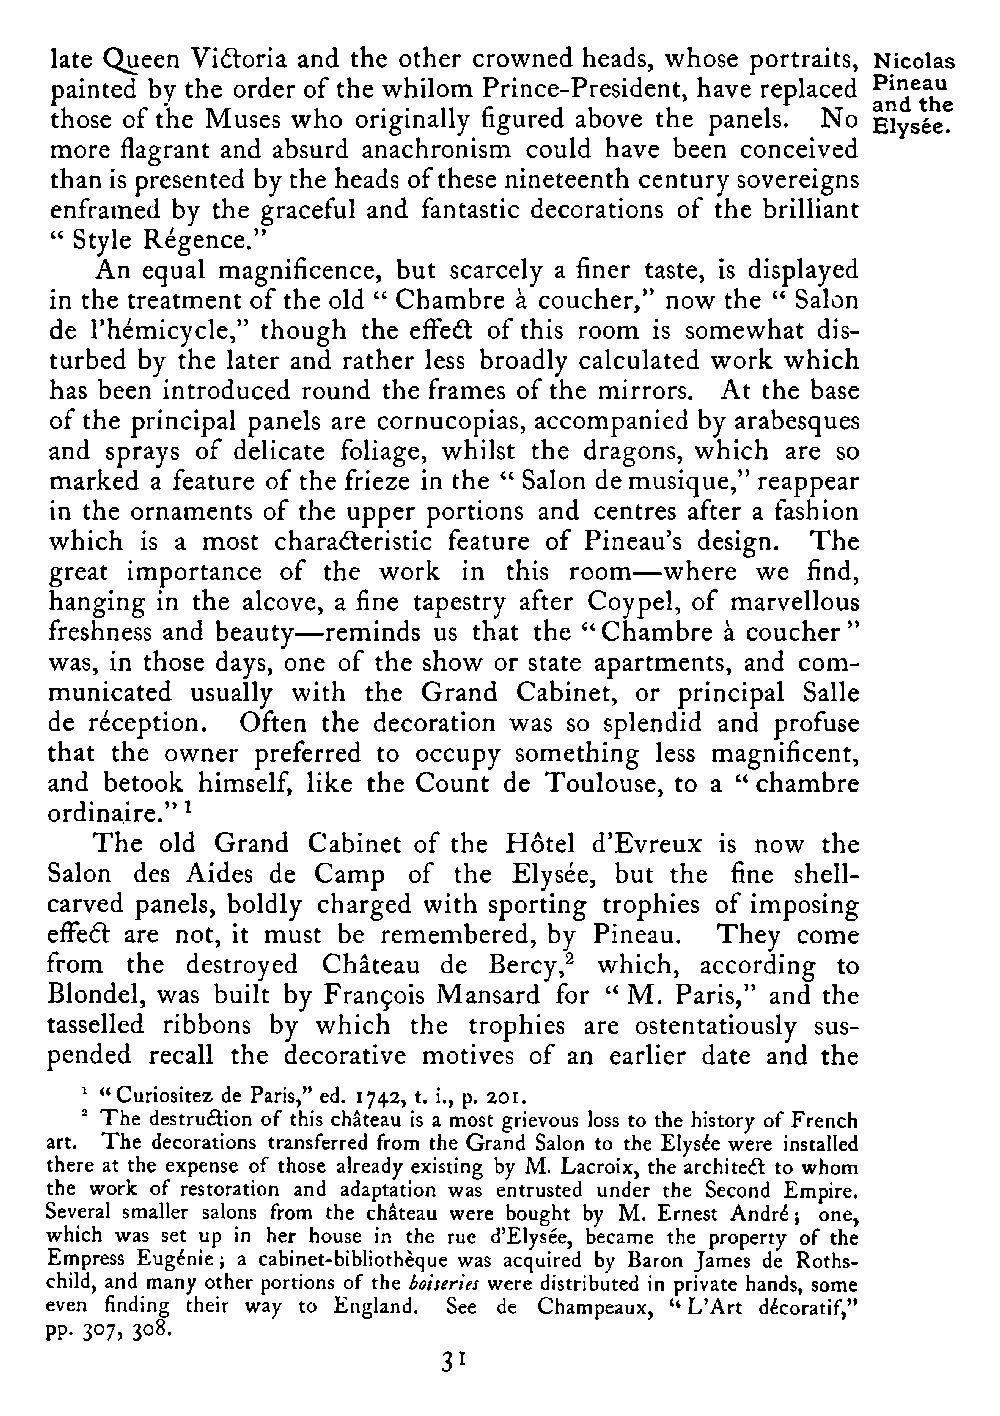 late Queen Victoria and the other crowned heads, whose portraits,
painted by the order of the whilom Prince-President, have replaced
those of the Muses who originally figured above the panels. No
more flagrant and absurd anachronism could have been conceived
than is presented by the heads of these nineteenth century sovereigns
enframed by the graceful and fantastic decorations of the brilliant
“ Style Régence.”
Nicolas
Pineau
and the
Elysée.
An equal magnificence, but scarcely a finer taste, is displayed
in the treatment of the old “ Chambre à coucher,” now the “ Salon
de l’hémicycle,” though the effect of this room is somewhat dis-
turbed by the later and rather less broadly calculated work which
has been introduced round the frames of the mirrors. At the base
of the principal panels are cornucopias, accompanied by arabesques
and sprays of delicate foliage, whilst the dragons, which are so
marked a feature of the frieze in the “ Salon de musique,” reappear
in the ornaments of the upper portions and centres after a fashion
which is a most characteristic feature of Pineau’s design. The
great importance of the work in this room—where we find,
hanging in the alcove, a fine tapestry after Coypel, of marvellous
freshness and beauty—reminds us that the “ Chambre à coucher ”
was, in those days, one of the show or state apartments, and com-
municated usually with the Grand Cabinet, or principal Salle
de réception. Often the decoration was so splendid and profuse
that the owner preferred to occupy something less magnificent,
and betook himself, like the Count de Toulouse, to a “ chambre
ordinaire.” ¹
The old Grand Cabinet of the Hôtel d’Evreux is now the
Salon des Aides de Camp of the Elysée, but the fine shell-
carved panels, boldly charged with sporting trophies of imposing
effect are not, it must be remembered, by Pineau. They come
from the destroyed Château de Bercy,² which, according to
Blondel, was built by François Mansard for “ M. Paris,” and the
tasselled ribbons by which the trophies are ostentatiously sus-
pended recall the decorative motives of an earlier date and the
¹ “ Curiositez de Paris,” ed. 1742, t. i., p. 201.
² The destruction of this château is a most grievous loss to the history of French
art. The decorations transferred from the Grand Salon to the Elysée were installed
there at the expense of those already existing by M. Lacroix, the architect to whom
the work of restoration and adaptation was entrusted under the Second Empire.
Several smaller salons from the château were bought by M. Ernest André ; one,
which was set up in her house in the rue d’Elysée, became the property of the
Empress Eugénie ; a cabinet-bibliothèque was acquired by Baron James de Roths-
child, and many other portions of the boiseries were distributed in private hands, some
even finding their way to England. See de Champeaux, “ L’Art décoratif,”
pp. 307, 308.
31